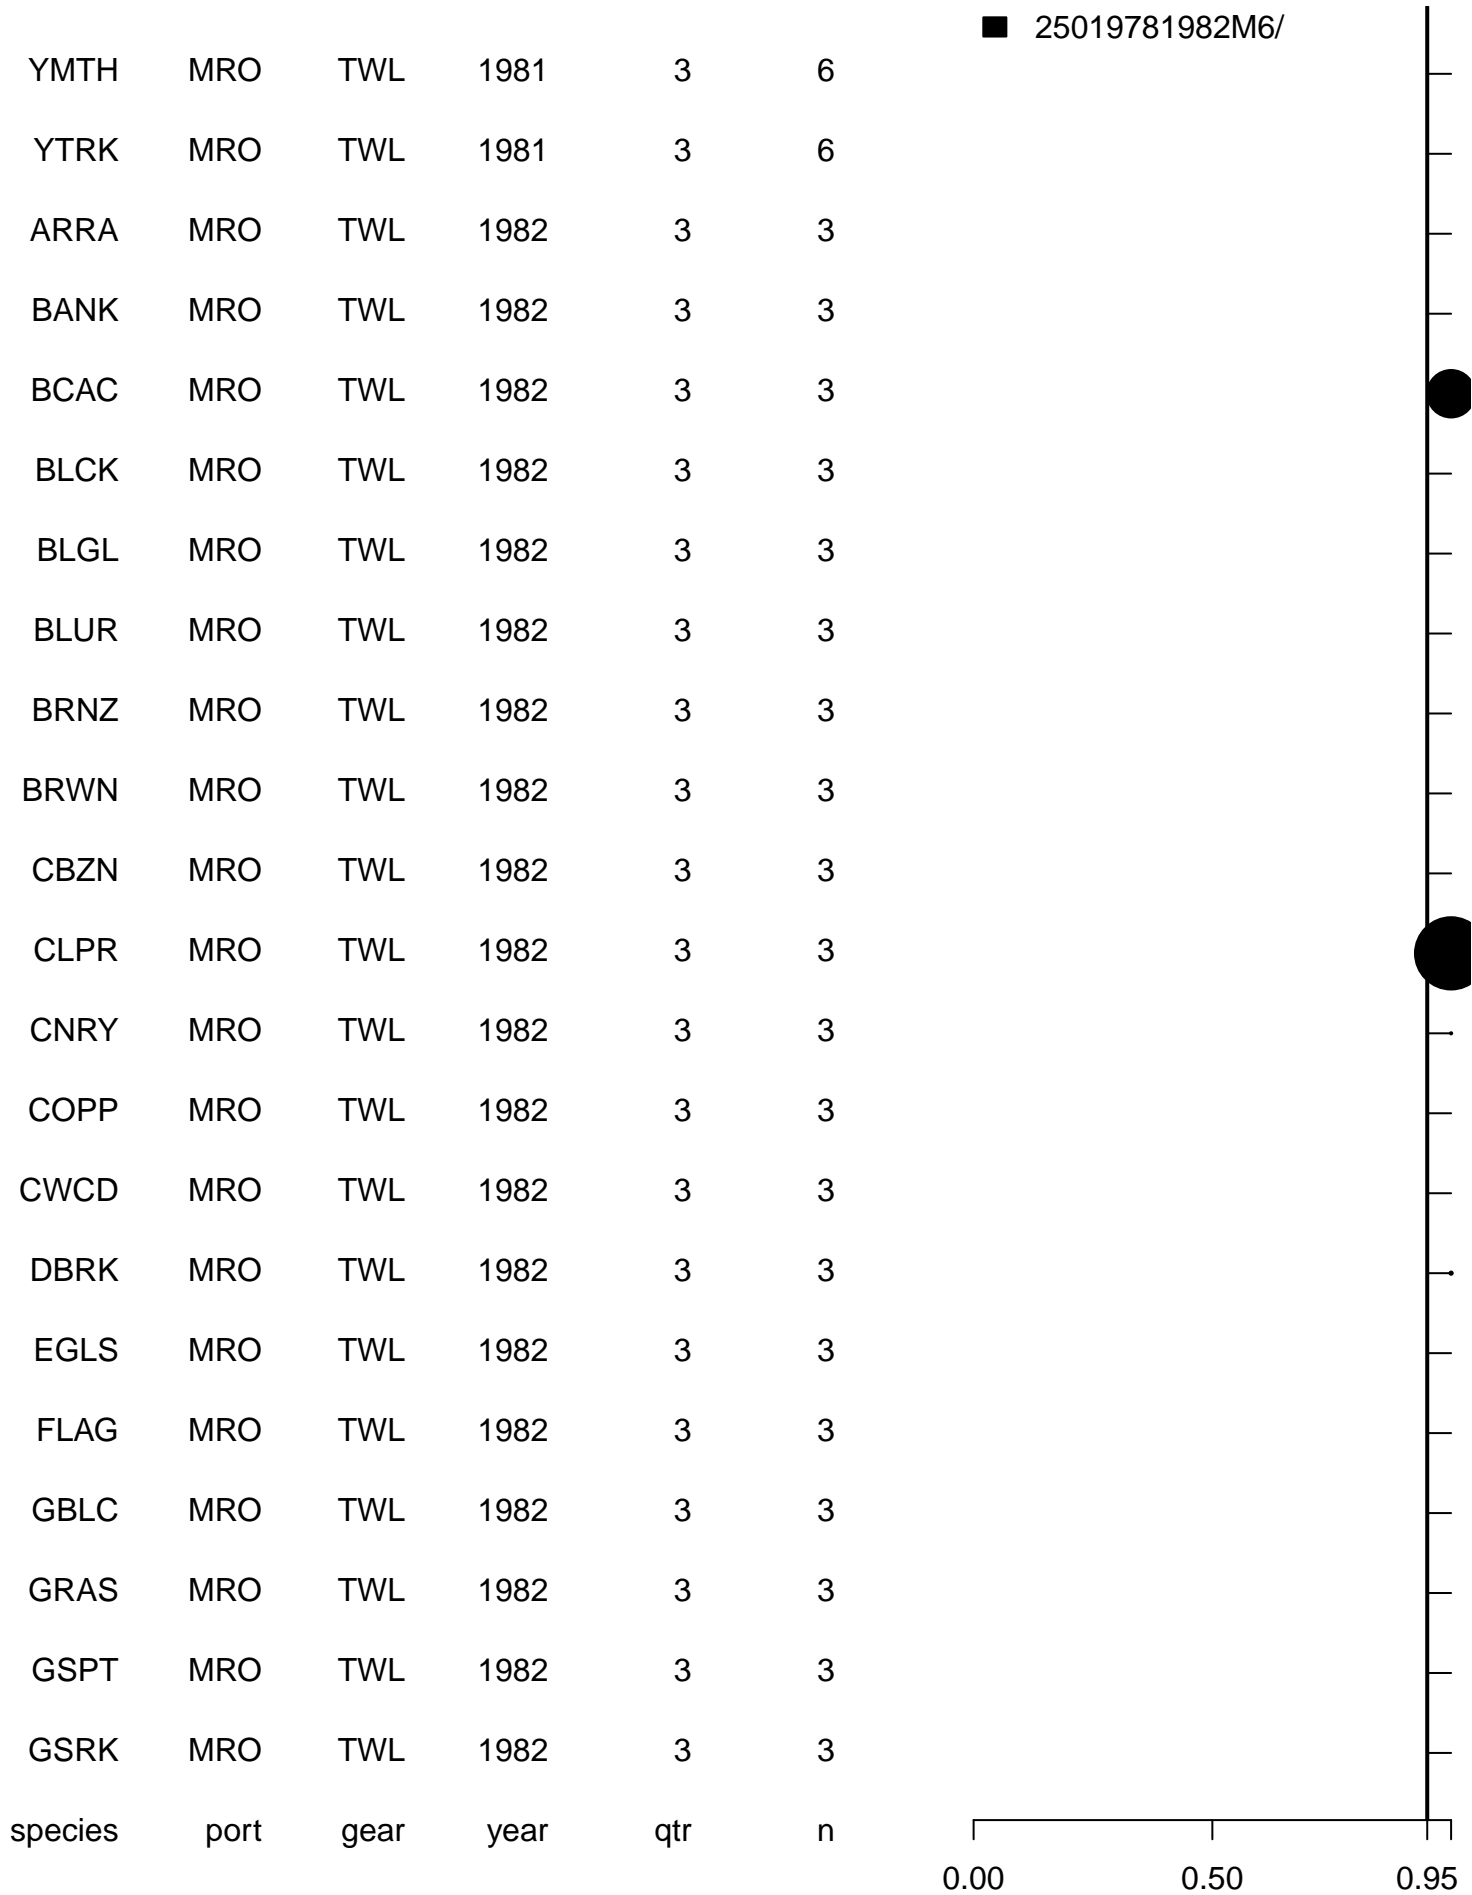 25019781982M6/
YMTH MRO TWL 1981 3 6
YTRK MRO TWL 1981 3 6
ARRA MRO TWL 1982 3 3
BANK MRO TWL 1982 3 3
BCAC MRO TWL 1982 3 3
BLCK MRO TWL 1982 3 3
BLGL MRO TWL 1982 3 3
BLUR MRO TWL 1982 3 3
BRNZ MRO TWL 1982 3 3
BRWN MRO TWL 1982 3 3
CBZN MRO TWL 1982 3 3
CLPR MRO TWL 1982 3 3
CNRY MRO TWL 1982 3 3
COPP MRO TWL 1982 3 3
CWCD MRO TWL 1982 3 3
DBRK MRO TWL 1982 3 3
EGLS MRO TWL 1982 3 3
FLAG MRO TWL 1982 3 3
GBLC MRO TWL 1982 3 3
GRAS MRO TWL 1982 3 3
GSPT MRO TWL 1982 3 3
GSRK MRO TWL 1982 3 3
species port gear year qtr n
0.00 0.50 0.95